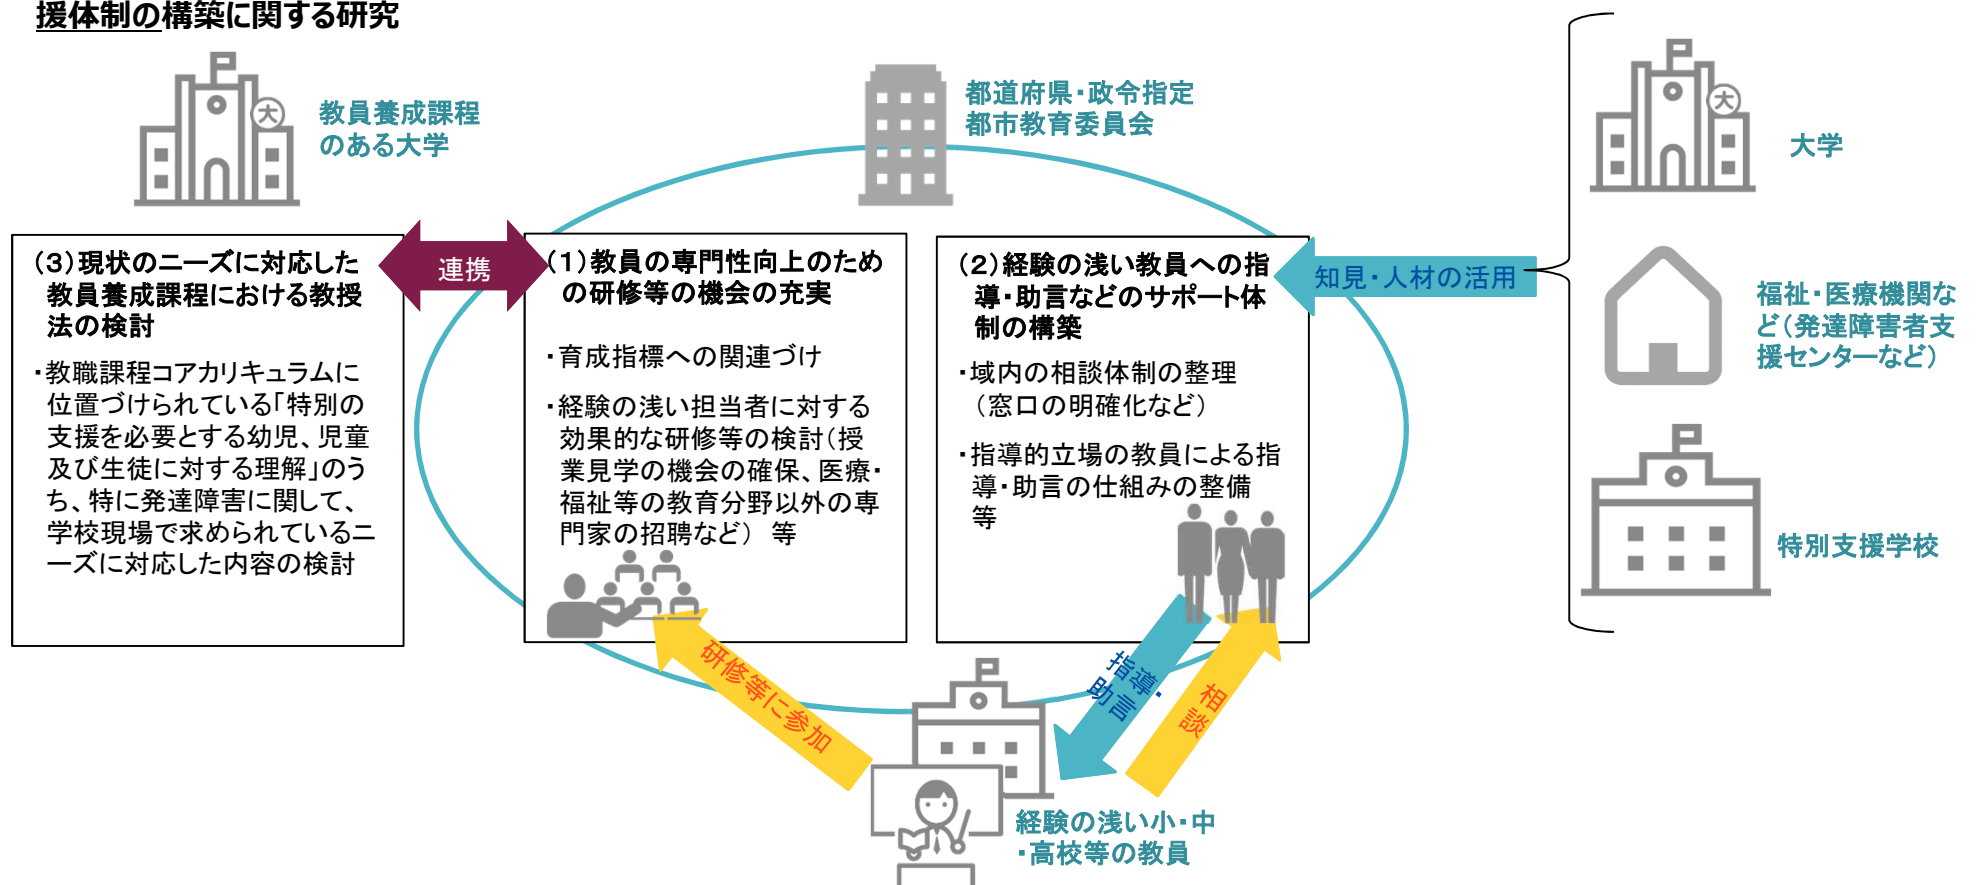 援体制の構築に関する研究
教員養成課程
のある大学
都道府県・政令指定
都市教育委員会
大
大
大学
(3)現状のニーズに対応した
教員養成課程における教授
法の検討
・教職課程コアカリキュラムに
位置づけられている「特別の
支援を必要とする幼児、児童
及び生徒に対する理解」のう
ち、特に発達障害に関して、
学校現場で求められているニ
ーズに対応した内容の検討
連携
(1)教員の専門性向上のため
の研修等の機会の充実
・育成指標への関連づけ
・経験の浅い担当者に対する
効果的な研修等の検討(授
業見学の機会の確保、医療・
福祉等の教育分野以外の専
門家の招聘など) 等
(2)経験の浅い教員への指
導・助言などのサポート体
制の構築
・域内の相談体制の整理
(窓口の明確化など)
・指導的立場の教員による指
導・助言の仕組みの整備
等
知見・人材の活用
福祉・医療機関な
ど(発達障害者支
援センターなど)
特別支援学校
研修等に参加
指導・
助言
相
談
経験の浅い小・中
・高校等の教員